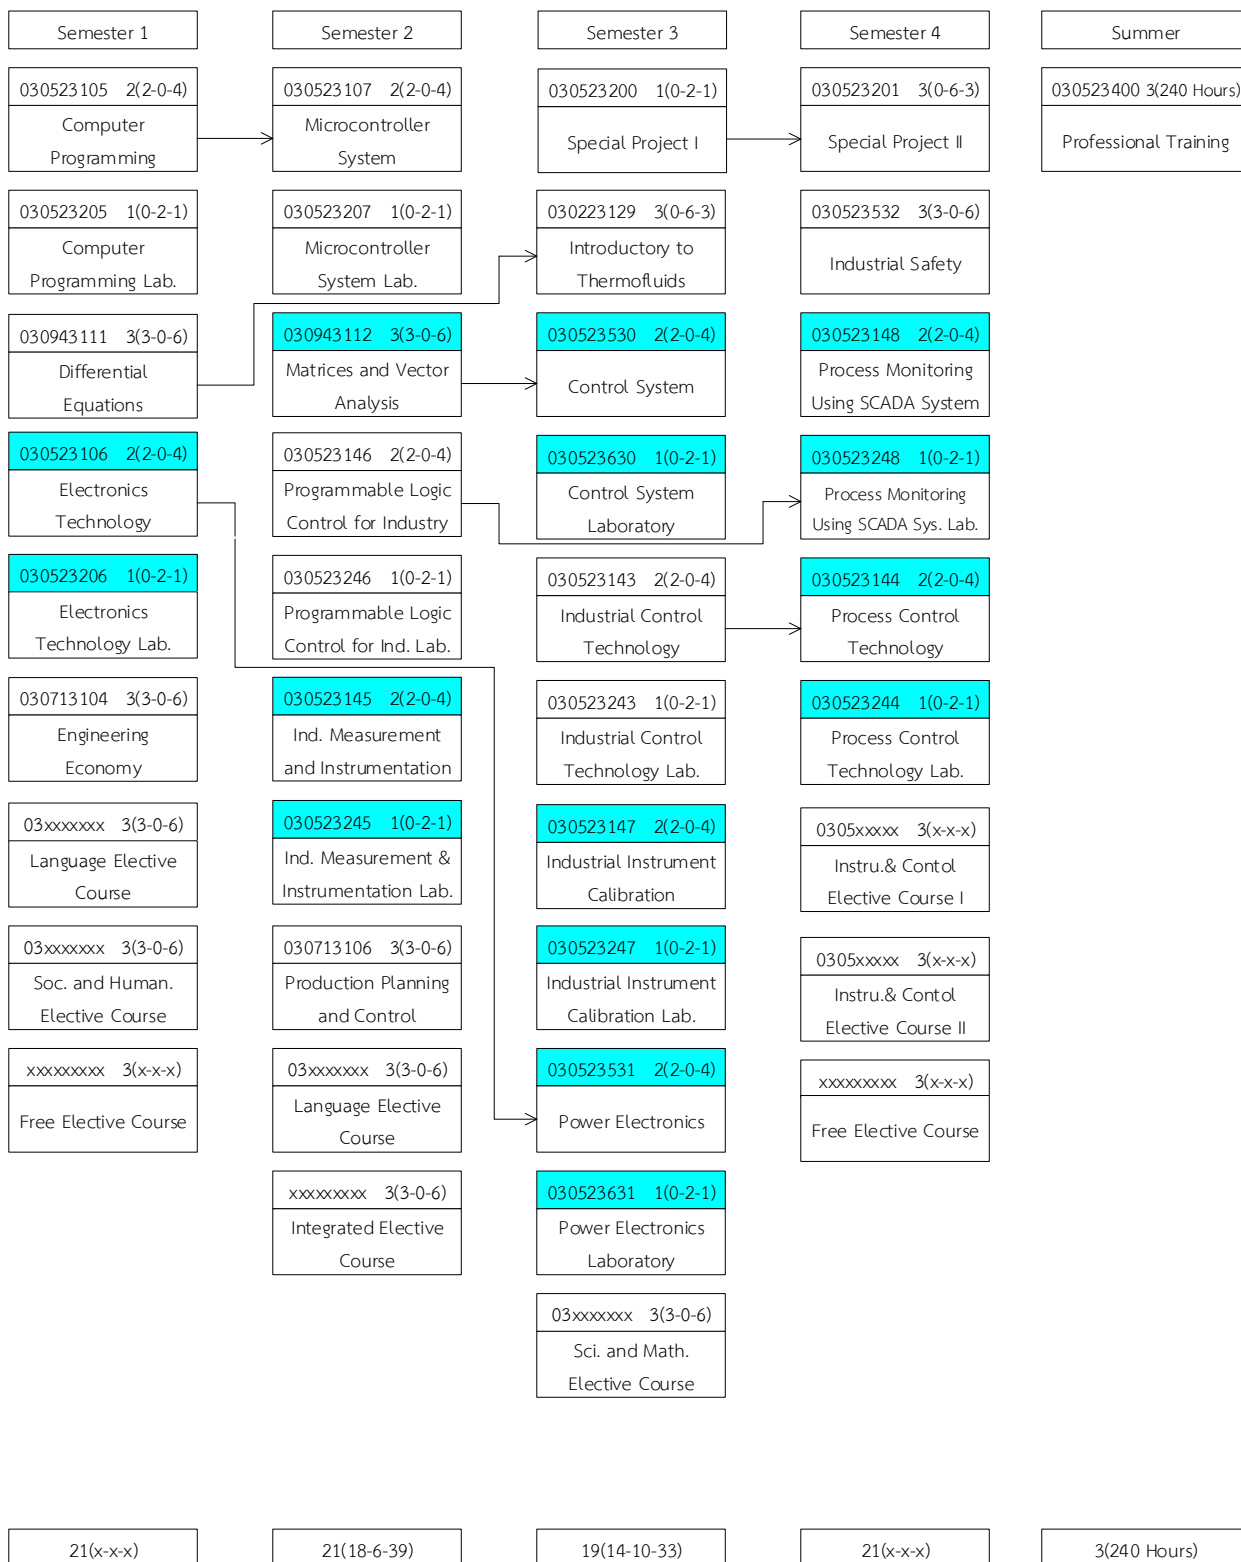 Semester 1
Semester 2
Semester 3
Semester 4
Summer
030523105 2(2-0-4)
Computer
Programming
030523205 1(0-2-1)
Computer
Programming Lab.
030943111 3(3-0-6)
Differential
Equations
030523106 2(2-0-4)
Electronics
Technology
030523206 1(0-2-1)
Electronics
Technology Lab.
030713104 3(3-0-6)
Engineering
Economy
03xxxxxxx 3(3-0-6)
Language Elective
Course
03xxxxxxx 3(3-0-6)
Soc. and Human.
Elective Course
xxxxxxxxx 3(x-x-x)
Free Elective Course
030523107 2(2-0-4)
Microcontroller
System
030523207 1(0-2-1)
Microcontroller
System Lab.
030943112 3(3-0-6)
Matrices and Vector
Analysis
030523146 2(2-0-4)
Programmable Logic
Control for Industry
030523246 1(0-2-1)
Programmable Logic
Control for Ind. Lab.
030523145 2(2-0-4)
Ind. Measurement
and Instrumentation
030523245 1(0-2-1)
Ind. Measurement &
Instrumentation Lab.
030713106 3(3-0-6)
Production Planning
and Control
03xxxxxxx 3(3-0-6)
Language Elective
Course
xxxxxxxxx 3(3-0-6)
Integrated Elective
Course
030523200 1(0-2-1)
Special Project I
030223129 3(0-6-3)
Introductory to
Thermofluids
030523530 2(2-0-4)
Control System
030523630 1(0-2-1)
Control System
Laboratory
030523143 2(2-0-4)
Industrial Control
Technology
030523243 1(0-2-1)
Industrial Control
Technology Lab.
030523147 2(2-0-4)
Industrial Instrument
Calibration
030523247 1(0-2-1)
Industrial Instrument
Calibration Lab.
030523531 2(2-0-4)
Power Electronics
030523631 1(0-2-1)
Power Electronics
Laboratory
03xxxxxxx 3(3-0-6)
Sci. and Math.
Elective Course
030523201 3(0-6-3)
Special Project II
030523532 3(3-0-6)
Industrial Safety
030523148 2(2-0-4)
Process Monitoring
Using SCADA System
030523248 1(0-2-1)
Process Monitoring
Using SCADA Sys. Lab.
030523144 2(2-0-4)
Process Control
Technology
030523244 1(0-2-1)
Process Control
Technology Lab.
0305xxxxx 3(x-x-x)
Instru.& Contol
Elective Course I
0305xxxxx 3(x-x-x)
Instru.& Contol
Elective Course II
xxxxxxxxx 3(x-x-x)
Free Elective Course
030523400 3(240 Hours)
Professional Training
21(x-x-x)
21(18-6-39)
19(14-10-33)
21(x-x-x)
3(240 Hours)